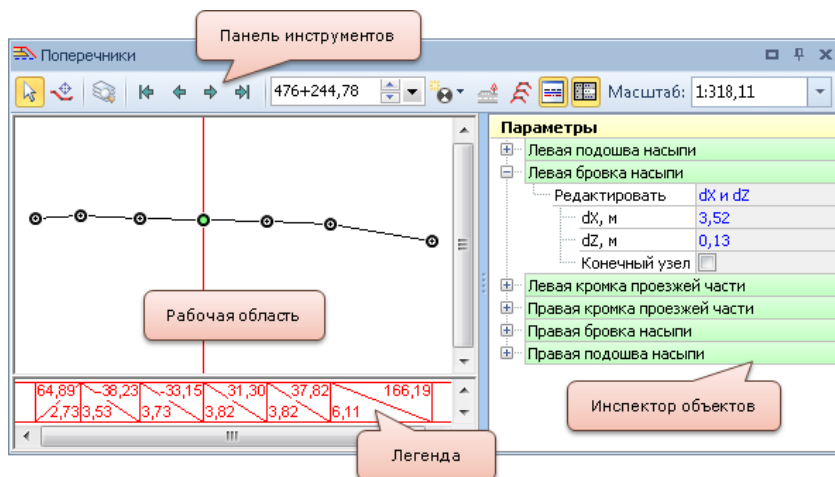 Панель инструментов
Поперечники
476+244,78 Масштаб: 1:318,11
Параметры
Левая подошва насыпи
Левая бровка насыпи
Редактировать dX и dZ
dX, м 3,52
dZ, м 0,13
Конечный узел
Левая кромка проезжей части
Правая кромка проезжей части
Правая бровка насыпи
Правая подошва насыпи
Рабочая область
64,89 -38,23 -33,15 31,30 37,82 166,19
2,73 3,53 3,73 3,82 3,82 6,11
Инспектор объектов
Легенда